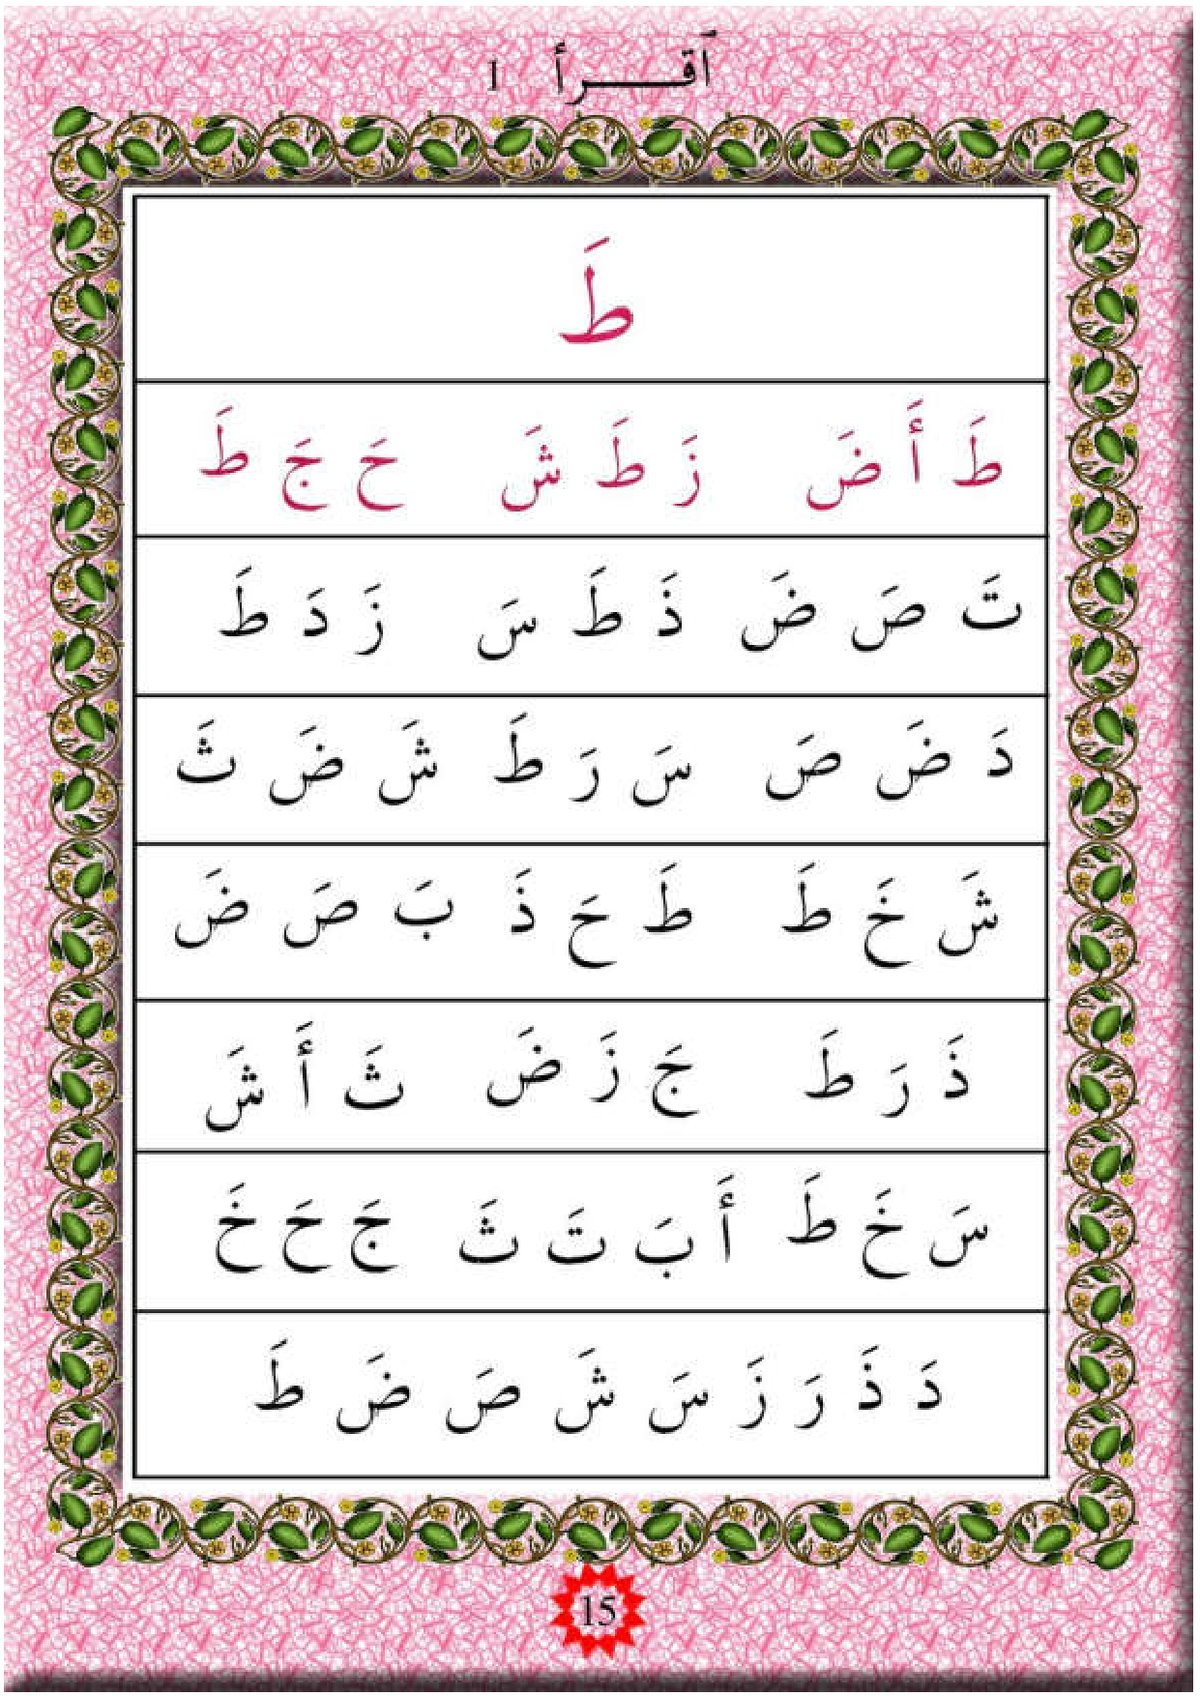 اَقـــرأ 1
طَ
طَ أَ ضَ زَ طَ شَ حَ جَ طَ
تَ صَ ضَ ذَ طَ سَ زَ دَ طَ
دَ ضَ صَ سَ رَ طَ شَ ضَ ثَ
شَ خَ طَ طَ حَ ذَ بَ صَ ضَ
ذَ رَ طَ جَ زَ ضَ ثَ أَ شَ
سَ خَ طَ أَ بَ تَ ثَ جَ حَ خَ
دَ ذَ رَ زَ سَ شَ صَ ضَ طَ
15